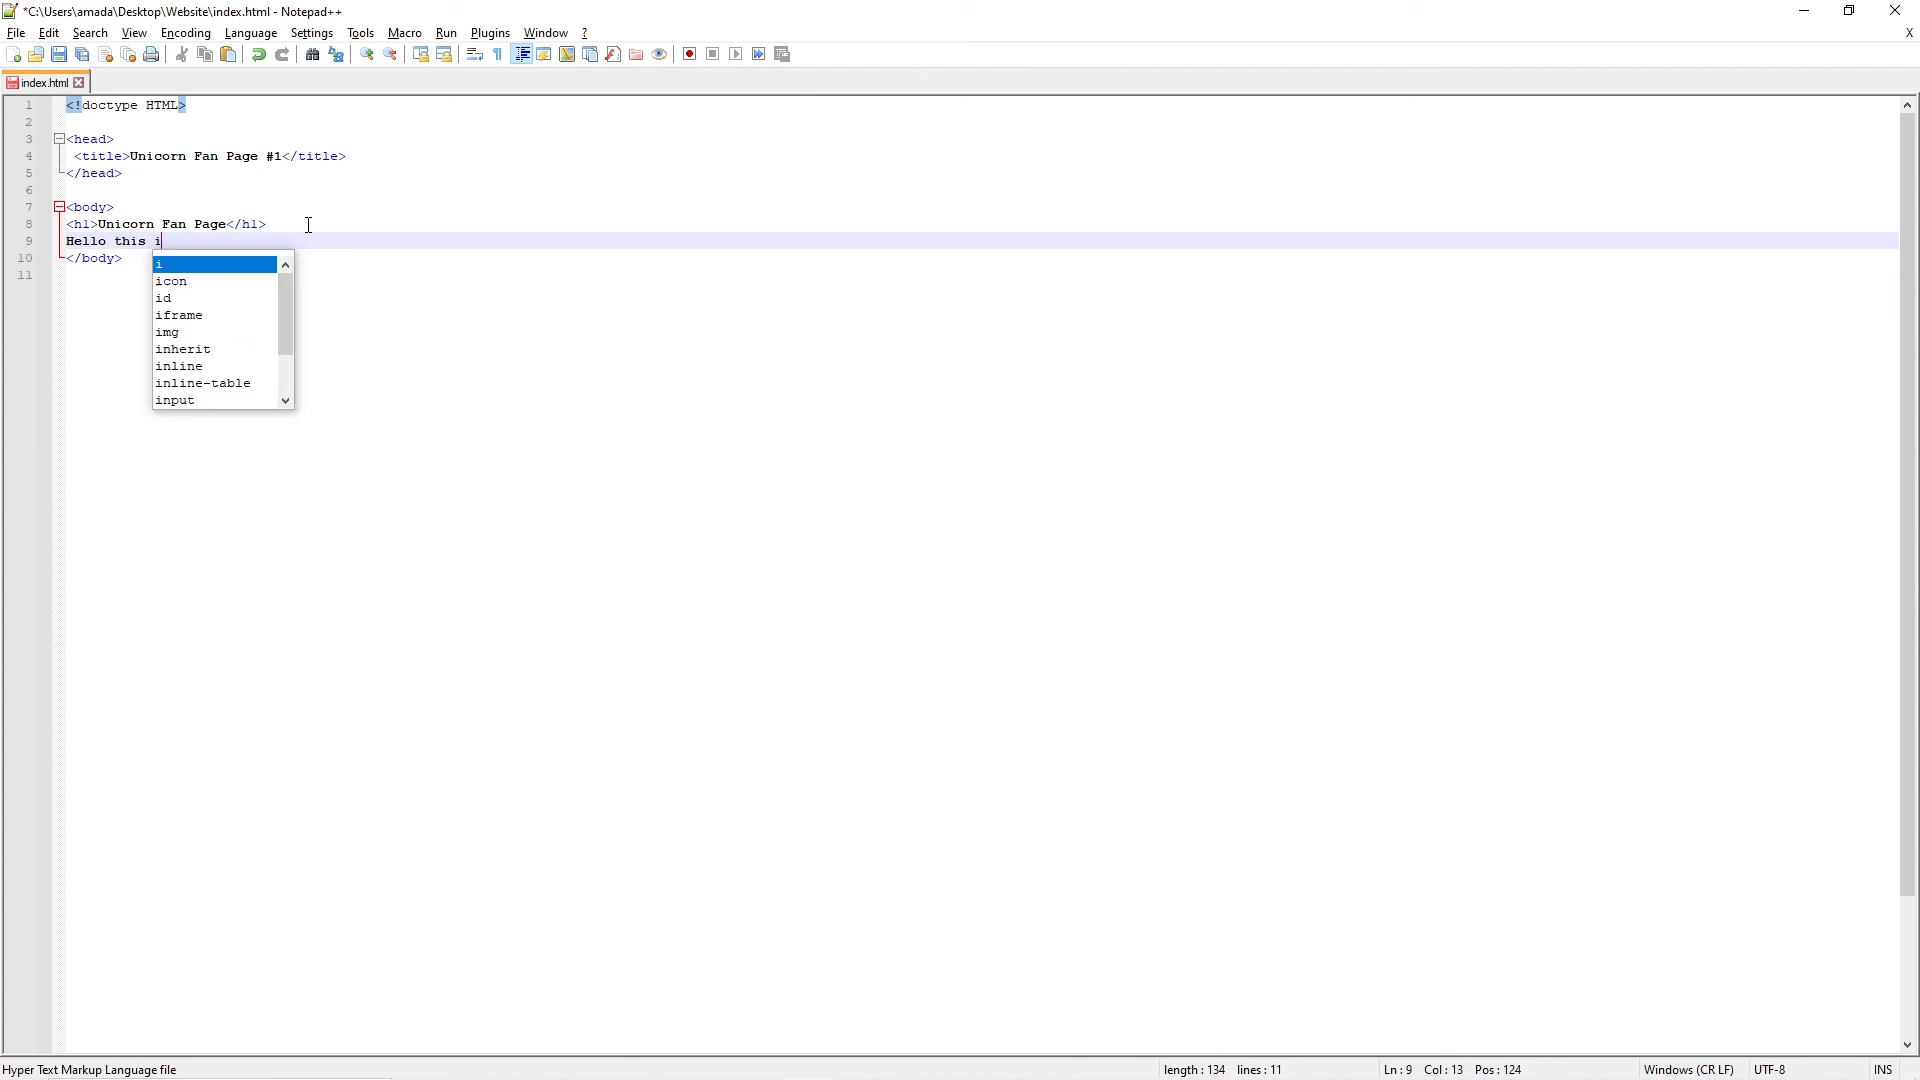 *C:\Users\amada\Desktop\Website\index.html - Notepad++
File Edit Search View Encoding Language Settings Tools Macro Run Plugins Window ? X
index.html
1 <!doctype HTML>
2
3 <head>
4 <title>Unicorn Fan Page #1</title>
5 </head>
6
7 <body>
8 <h1>Unicorn Fan Page</h1>
9 Hello this i
10 </body>
11
i
icon
id
iframe
img
inherit
inline
inline-table
input
Hyper Text Markup Language file length : 134 lines : 11 Ln : 9 Col : 13 Pos : 124 Windows (CR LF) UTF-8 INS